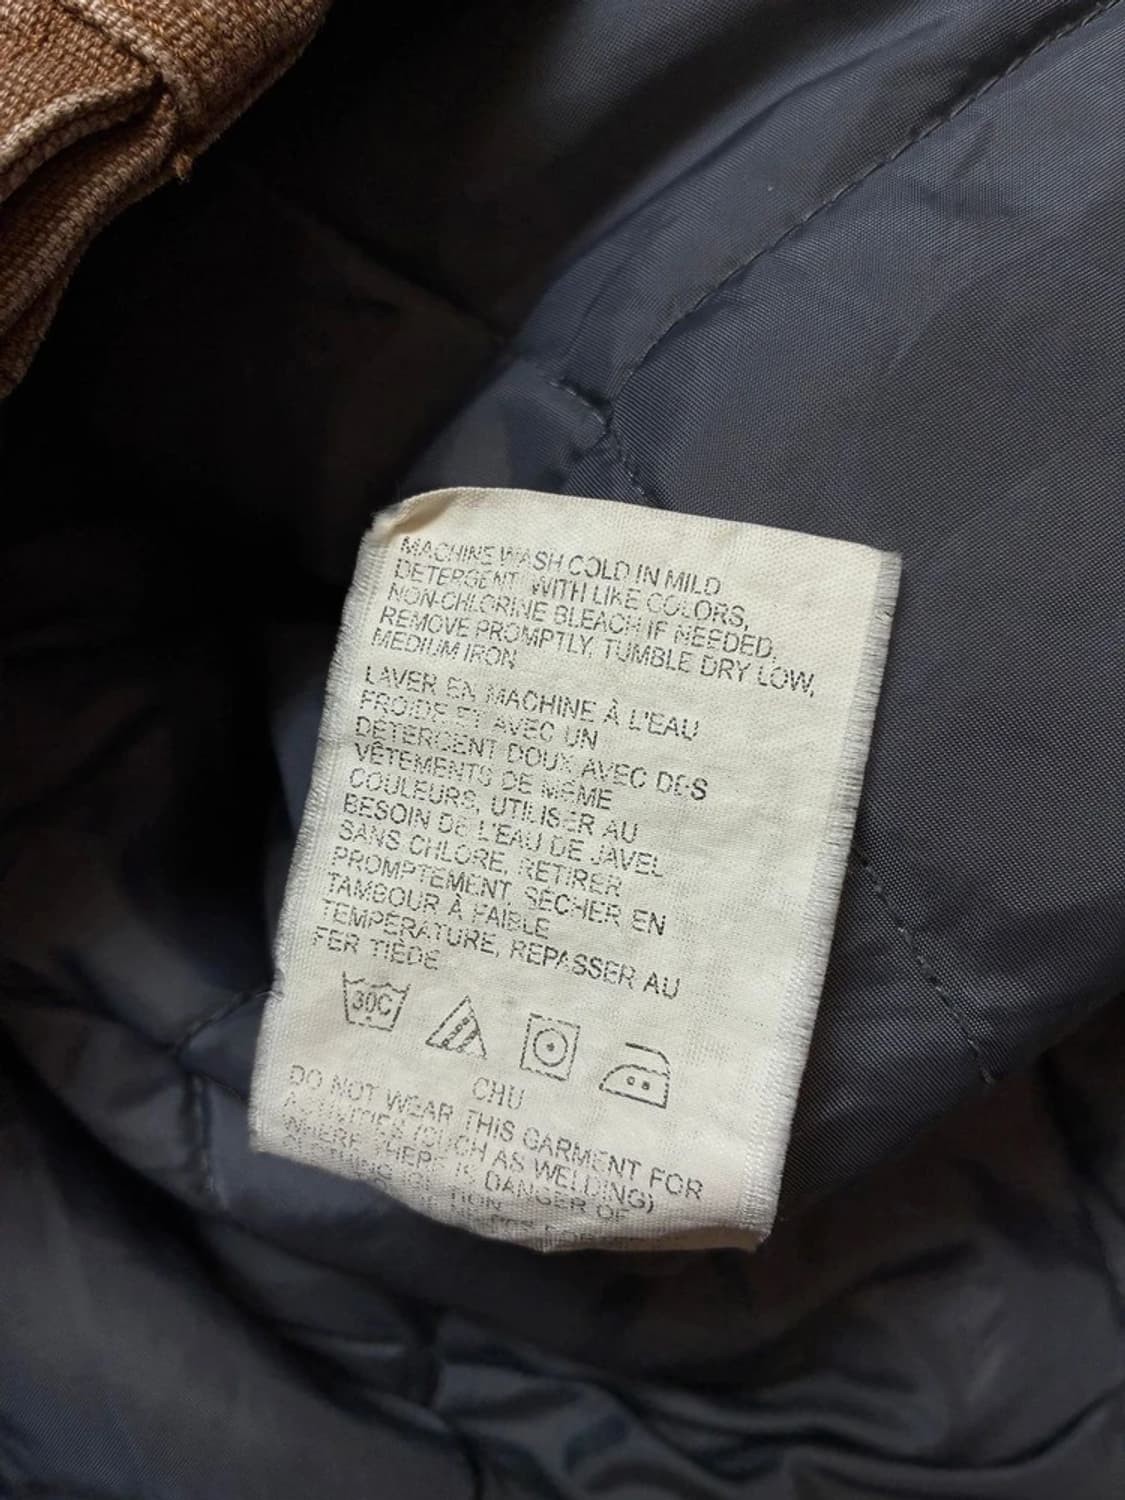 MACHINE WASH COLD IN MILD
DETERGENT, WITH LIKE COLORS,
NON-CHLORINE BLEACH IF NEEDED,
REMOVE PROMPTLY, TUMBLE DRY LOW,
MEDIUM IRON
LAVER EN MACHINE À L'EAU
FROIDE ET AVEC UN
DÉTERGENT DOUX AVEC DES
VÊTEMENTS DE MÊME
COULEURS, UTILISER AU
BESOIN DE L'EAU DE JAVEL
SANS CHLORE, RETIRER
PROMPTEMENT, SÉCHER EN
TAMBOUR À FAIBLE
TEMPÉRATURE, REPASSER AU
FER TIÈDE
30C
CHU
DO NOT WEAR THIS GARMENT FOR
ACTIVITIES (SUCH AS WELDING)
WHERE THERE IS DANGER OF